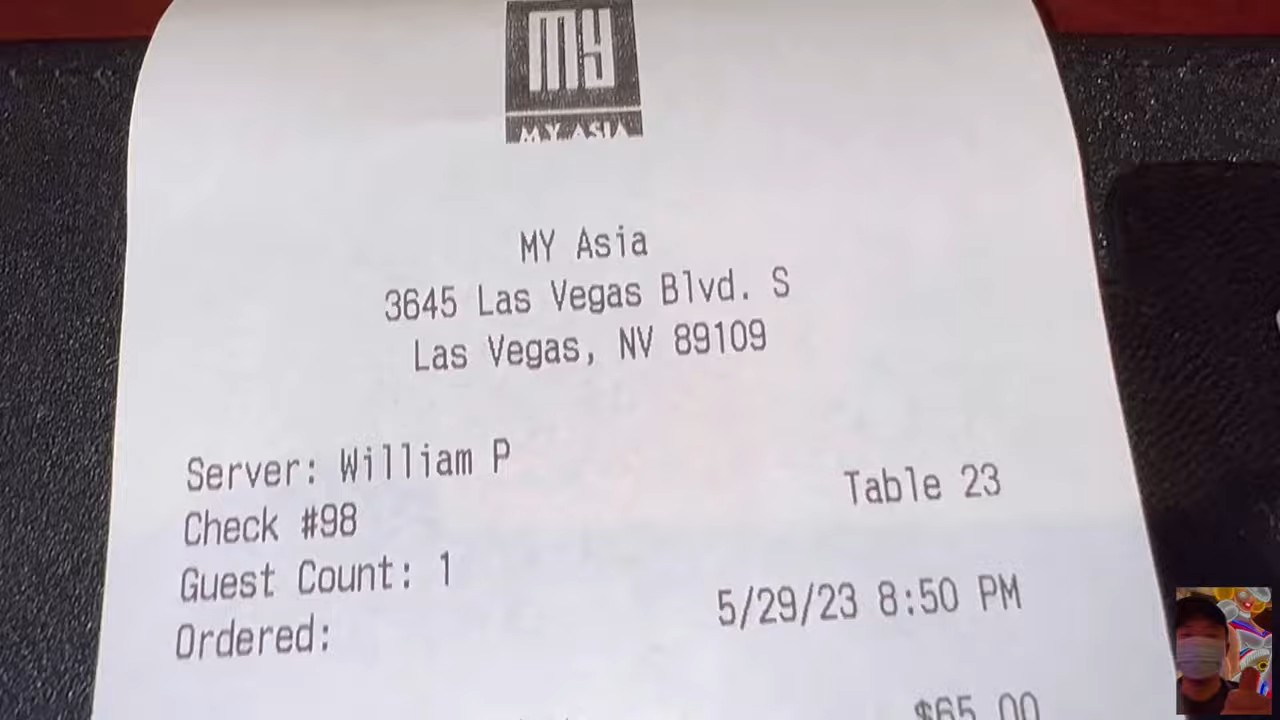 MY
MY ASIA
MY Asia
3645 Las Vegas Blvd. S
Las Vegas, NV 89109
Server: William P
Table 23
Check #98
Guest Count: 1
5/29/23 8:50 PM
Ordered:
$65.00